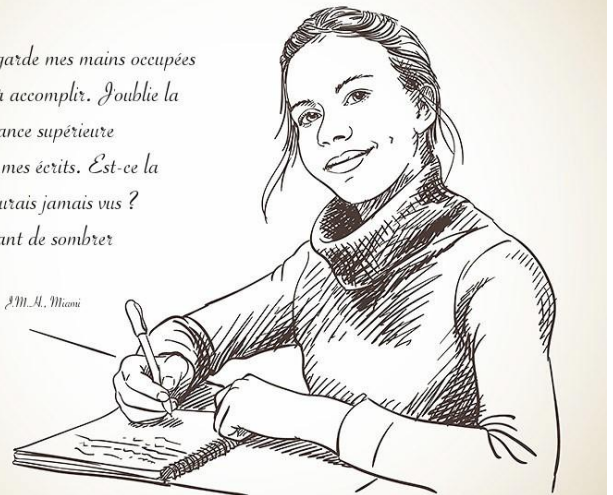 garde mes mains occupées
à accomplir. J'oublie la
ance supérieure
mes écrits. Est-ce la
urais jamais vus ?
ant de sombrer
J.M.H., Miami